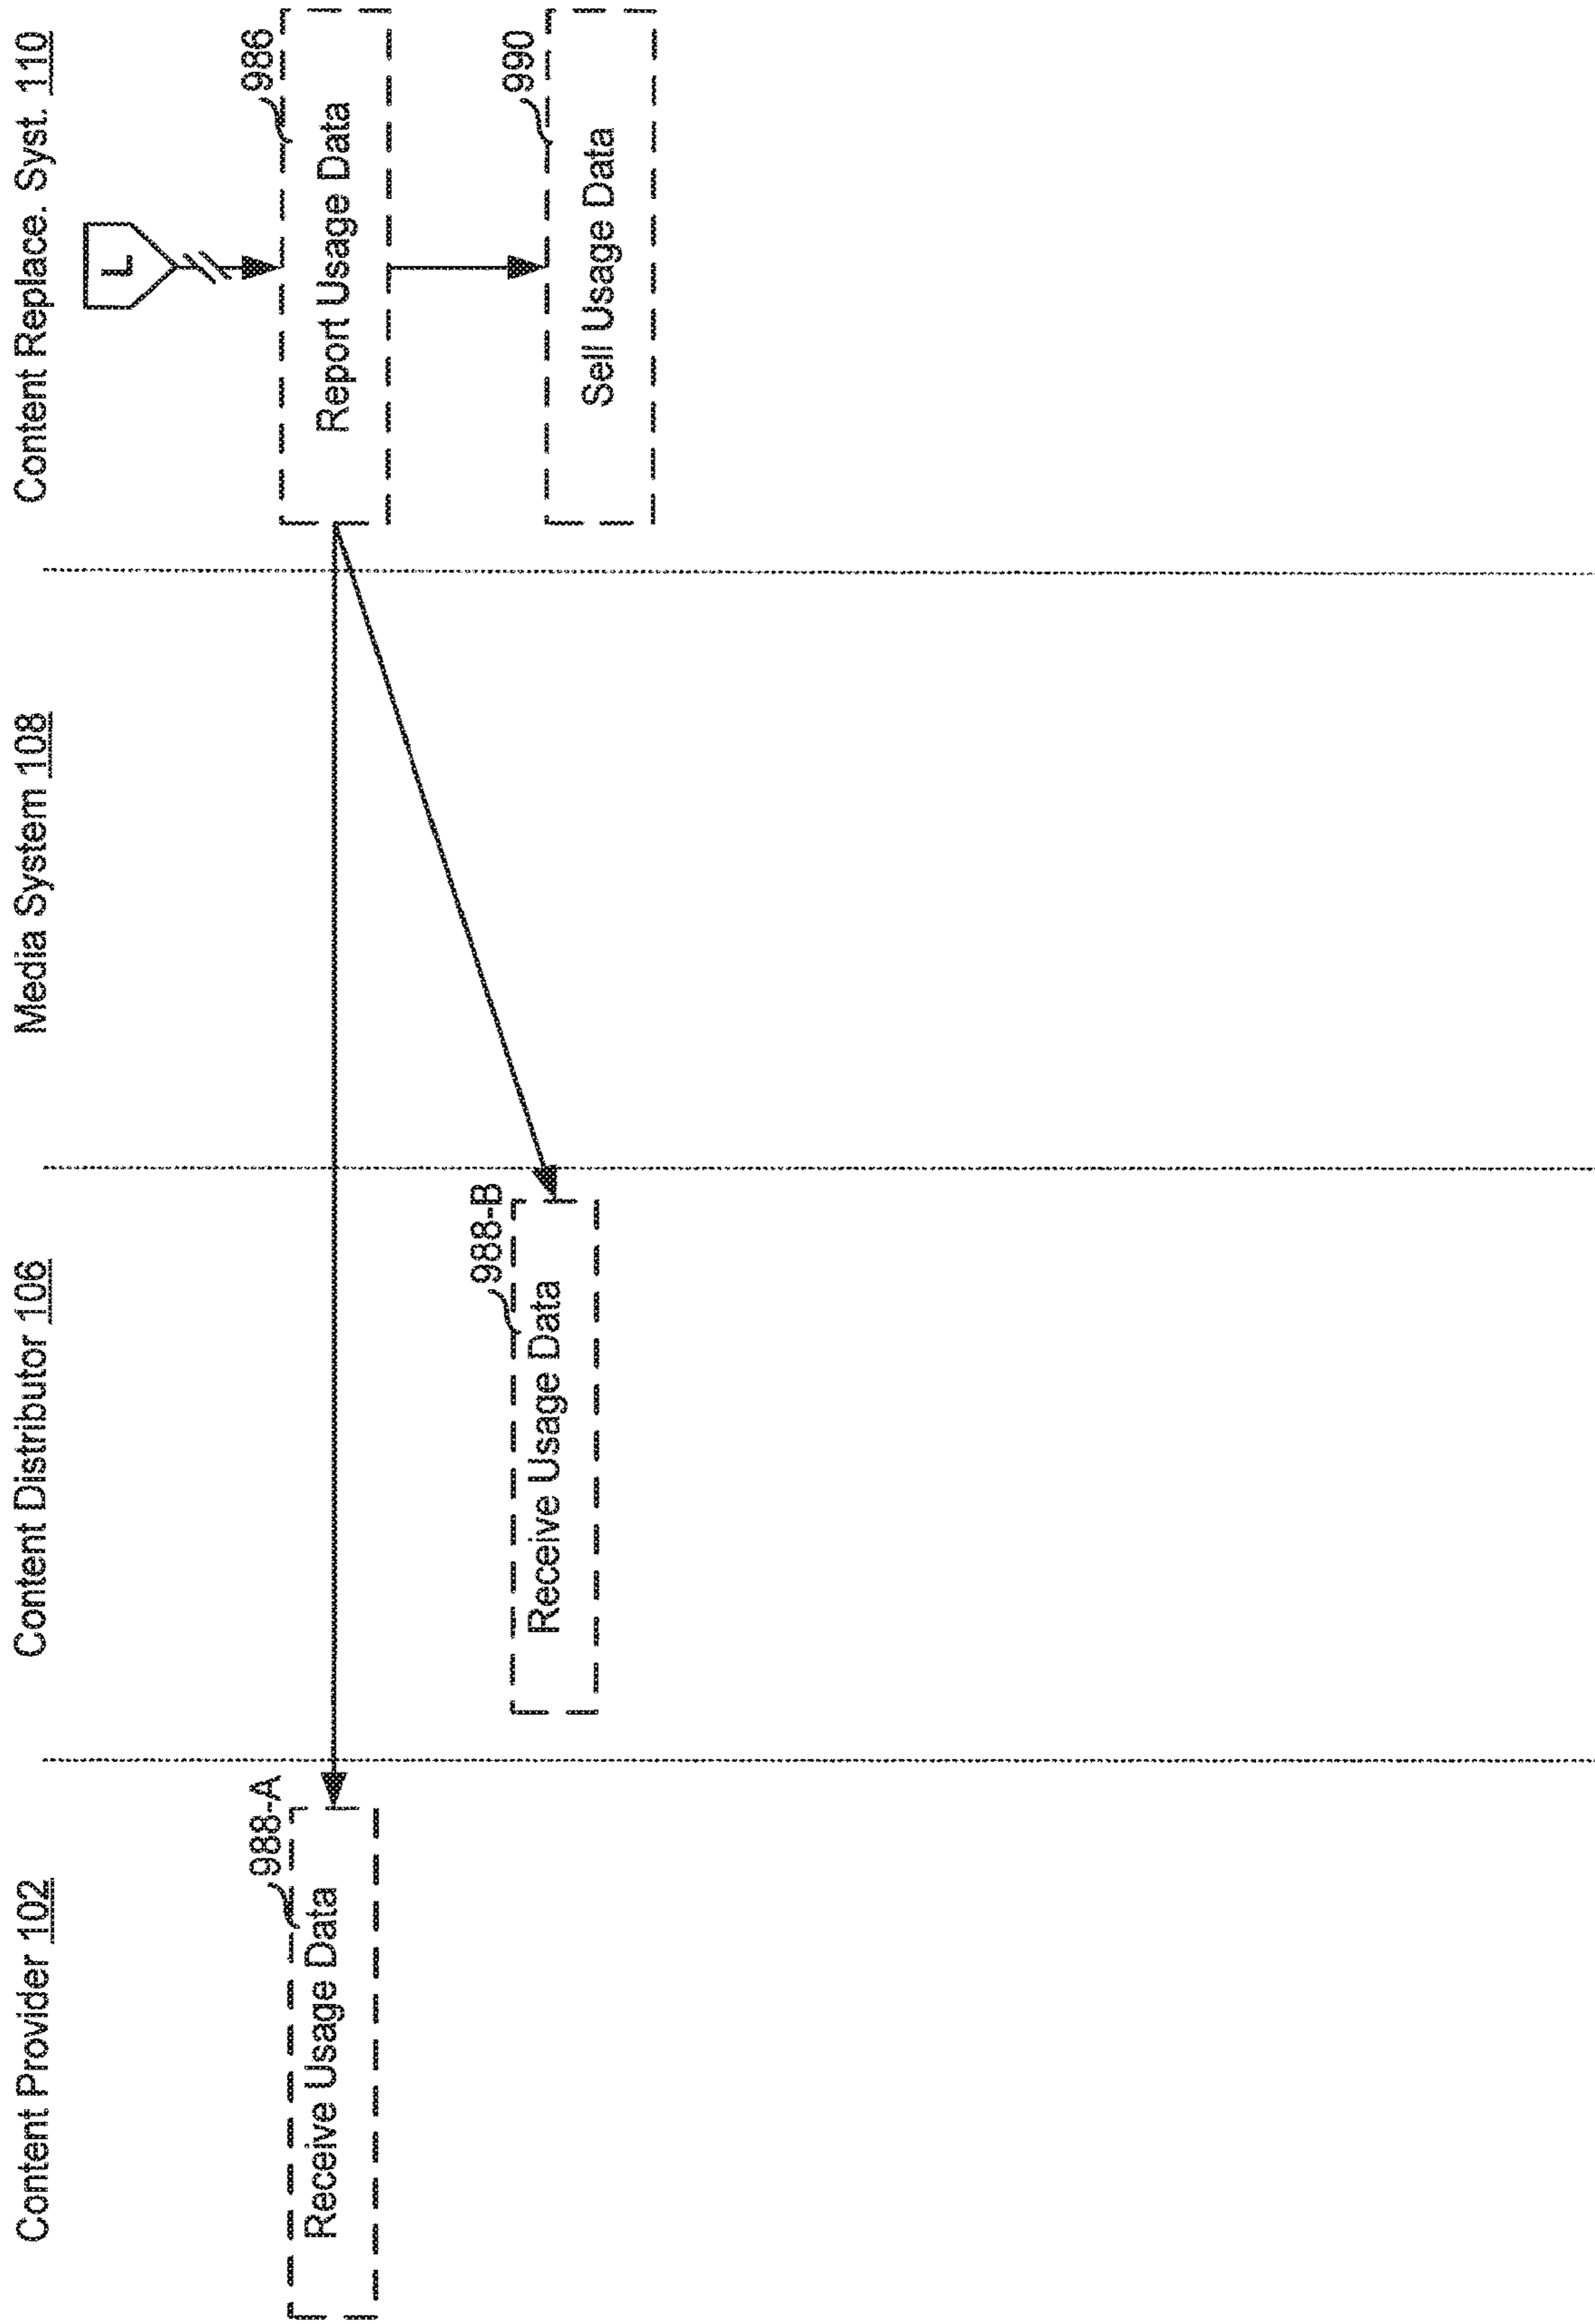 Content Provider 102
Content Distributor 106
Media System 108
Content Replace. Syst. 110
L
988-A
Receive Usage Data
986
Report Usage Data
988-B
Receive Usage Data
990
Sell Usage Data